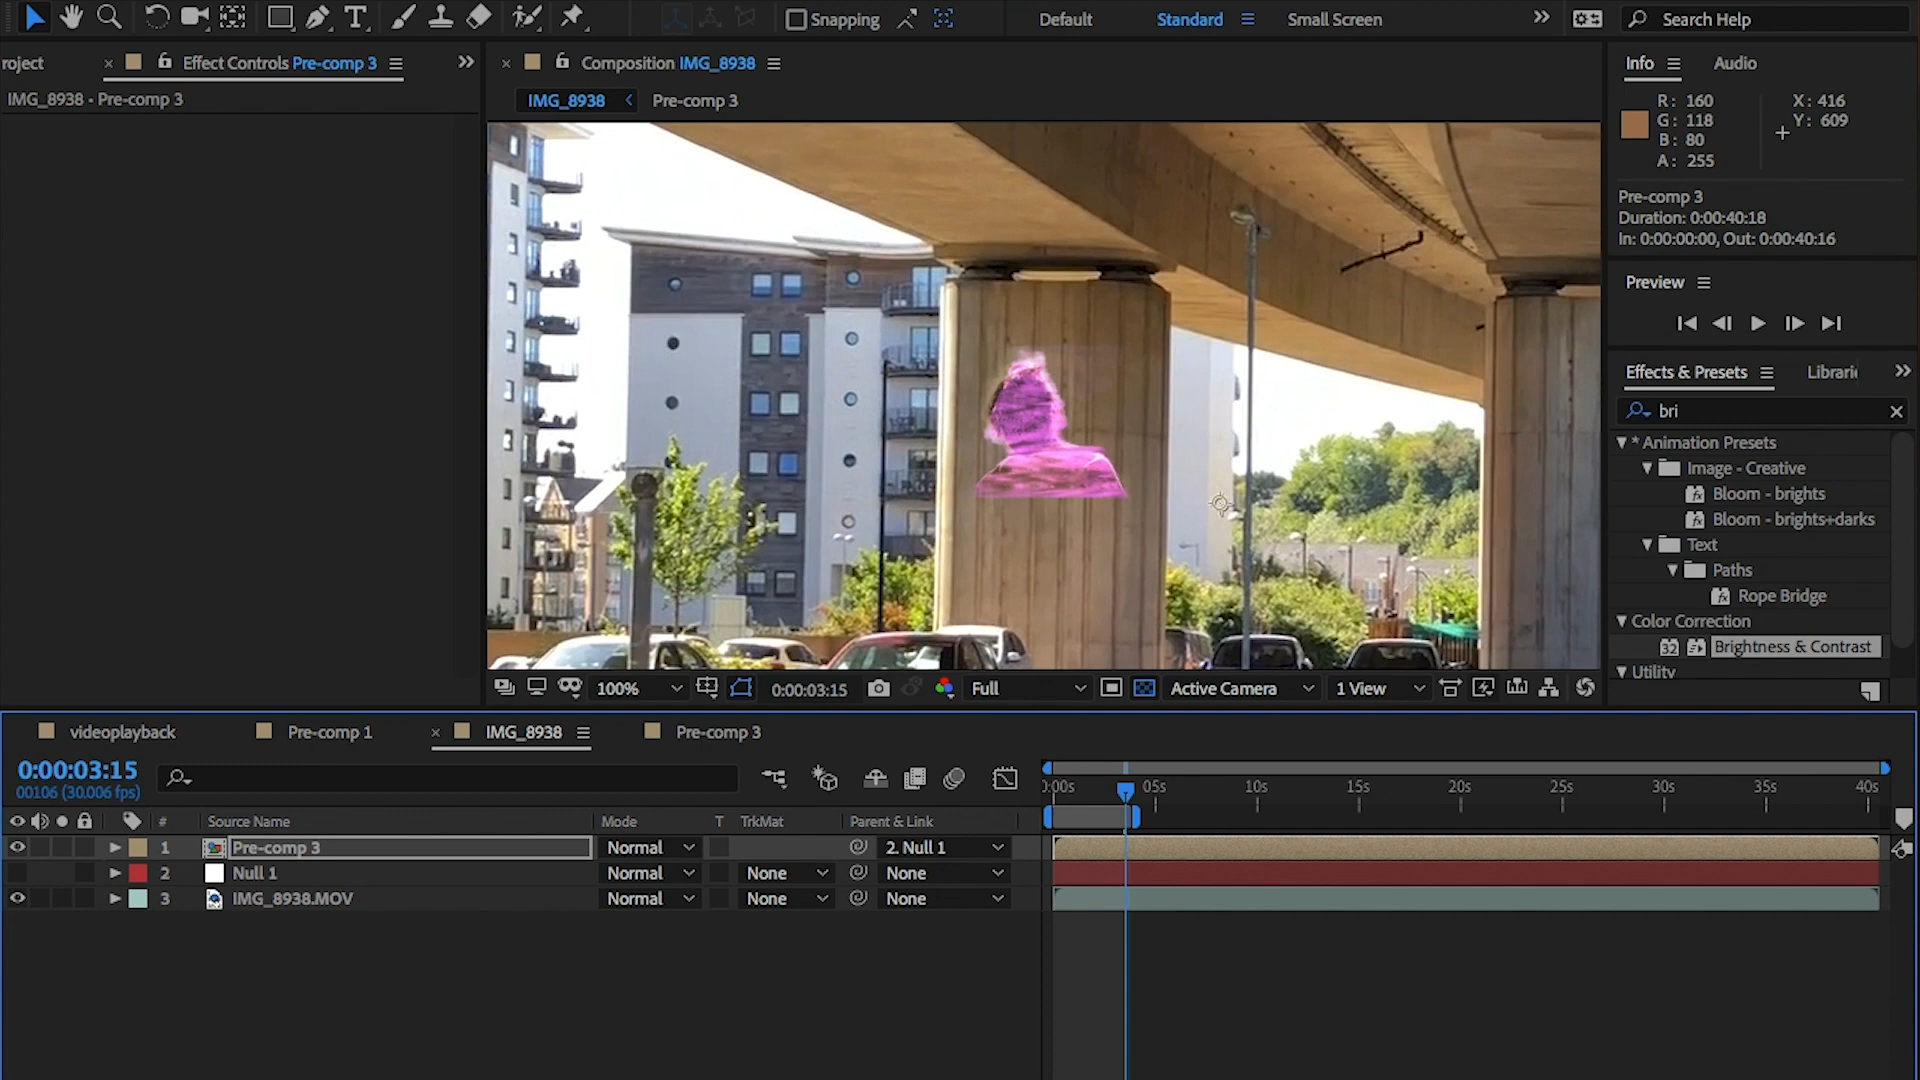 T
Snapping
Default
Standard
Small Screen
Search Help
roject
Effect Controls Pre-comp 3
Composition IMG_8938
Info
Audio
IMG_8938 • Pre-comp 3
IMG_8938
Pre-comp 3
R: 160
G: 118
B: 80
A: 255
X: 416
Y: 609
Pre-comp 3
Duration: 0:00:40:18
In: 0:00:00:00, Out: 0:00:40:16
Preview
Effects & Presets
Librari
bri
* Animation Presets
Image - Creative
Bloom - brights
Bloom - brights+darks
Text
Paths
Rope Bridge
Color Correction
32 Brightness & Contrast
Utility
100%
0:00:03:15
Full
Active Camera
1 View
videoplayback
Pre-comp 1
IMG_8938
Pre-comp 3
0:00:03:15
00106 (30.006 fps)
:00s 05s 10s 15s 20s 25s 30s 35s 40s
# Source Name Mode T TrkMat Parent & Link
1 Pre-comp 3 Normal 2. Null 1
2 Null 1 Normal None None
3 IMG_8938.MOV Normal None None